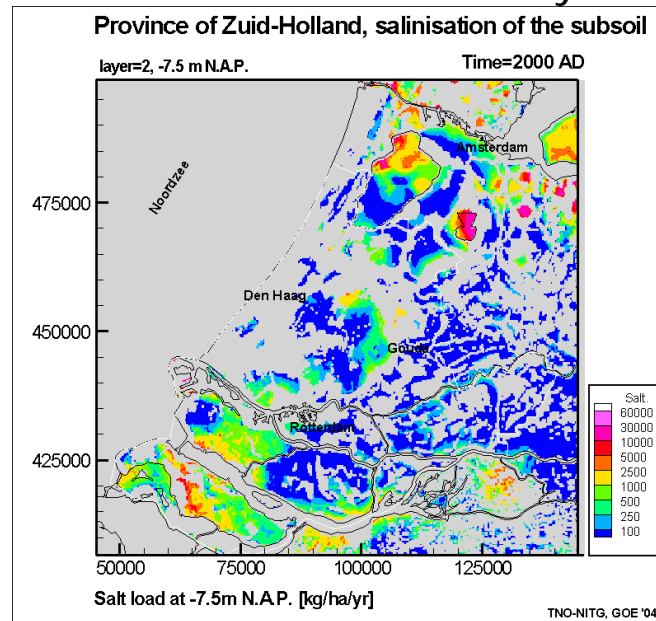 Province of Zuid-Holland, salinisation of the subsoil
layer=2, -7.5 m N.A.P.
Time=2000 AD
Amsterdam
Noordzee
475000
Den Haag
450000
Gouda
Salt.
60000
30000
10000
5000
2500
1000
500
250
100
Rotterdam
425000
50000
75000
100000
125000
Salt load at -7.5m N.A.P. [kg/ha/yr]
TNO-NITG, GOE '04